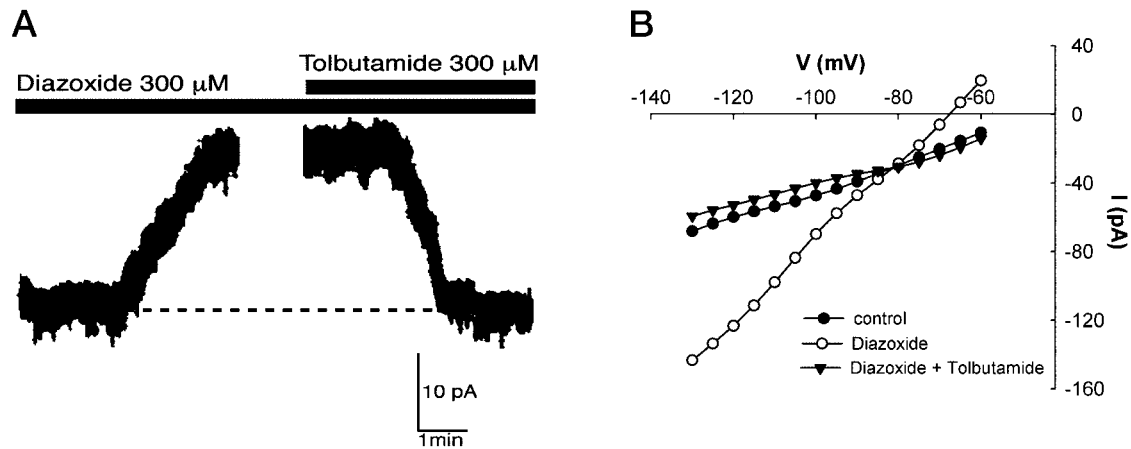 A
Tolbutamide 300 μM
Diazoxide 300 μM
10 pA
1min
B
V (mV)
-140 -120 -100 -80 -60
40
0
-40
-80
-120
-160
I (pA)
control
Diazoxide
Diazoxide + Tolbutamide